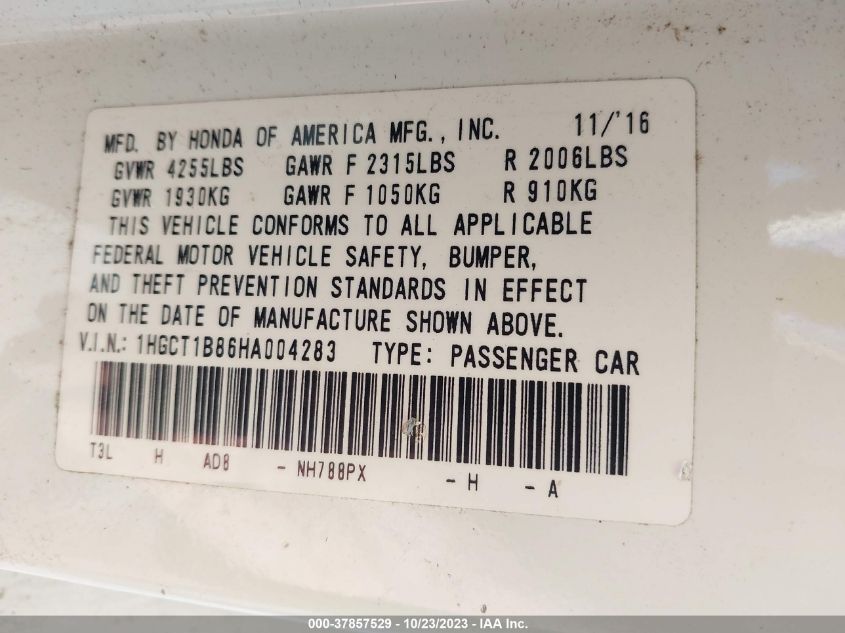 MFD. BY HONDA OF AMERICA MFG., INC. 11/'16
GVWR 4255LBS GAWR F 2315LBS R 2006LBS
GVWR 1930KG GAWR F 1050KG R 910KG
THIS VEHICLE CONFORMS TO ALL APPLICABLE
FEDERAL MOTOR VEHICLE SAFETY, BUMPER,
AND THEFT PREVENTION STANDARDS IN EFFECT
ON THE DATE OF MANUFACTURE SHOWN ABOVE.
V.I.N.: 1HGCT1B86HA004283 TYPE: PASSENGER CAR
T3L H AD8 - NH788PX - H - A
000-37857529 - 10/23/2023 - IAA Inc.